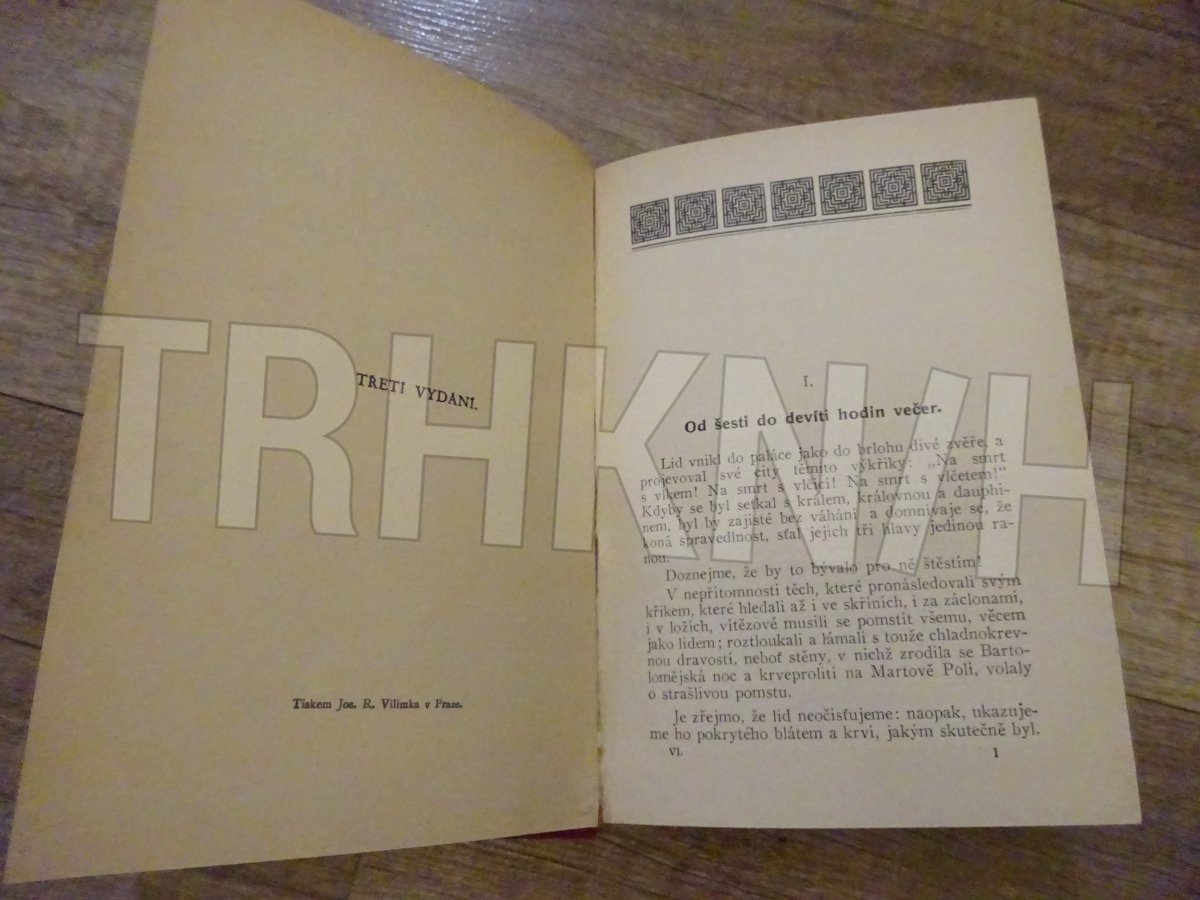 TŘETÍ VYDÁNÍ.
Tiskem Jos. R. Vilímka v Praze.
I.
Od šesti do devíti hodin večer.
Lid vnikl do paláce jako do brlohu divé zvěře, a
projevoval své city těmito výkřiky: „Na smrt
s vlkem! Na smrt s vlčicí! Na smrt s vlčetem!“
Kdyby se byl setkal s králem, královnou a dauphi-
nem, byl by zajisté bez váhání a domnívaje se, že
koná spravedlnost, sťal jejich tři hlavy jedinou ra-
nou.
Doznejme, že by to bývalo pro ně štěstím!
V nepřítomnosti těch, které pronásledovali svým
křikem, které hledali až i ve skříních, i za záclonami,
i v ložích, vítězové musili se pomstít všemu, věcem
jako lidem; roztloukali a lámali s touže chladnokrev-
nou dravostí, neboť stěny, v nichž zrodila se Barto-
lomějská noc a krveprolití na Martově Poli, volaly
o strašlivou pomstu.
Je zřejmo, že lid neočisťujeme: naopak, ukazuje-
me ho pokrytého blátem a krví, jakým skutečně byl.
VI. 1
TRHKNIH